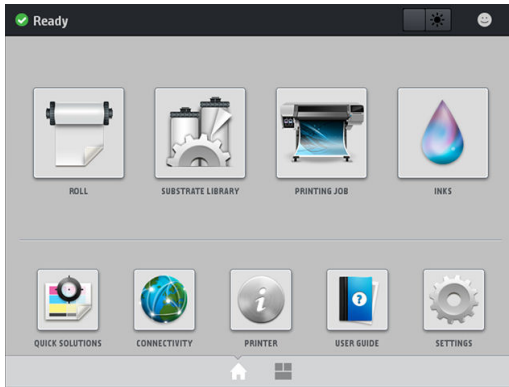 Ready
ROLL SUBSTRATE LIBRARY PRINTING JOB INKS
QUICK SOLUTIONS CONNECTIVITY PRINTER USER GUIDE SETTINGS